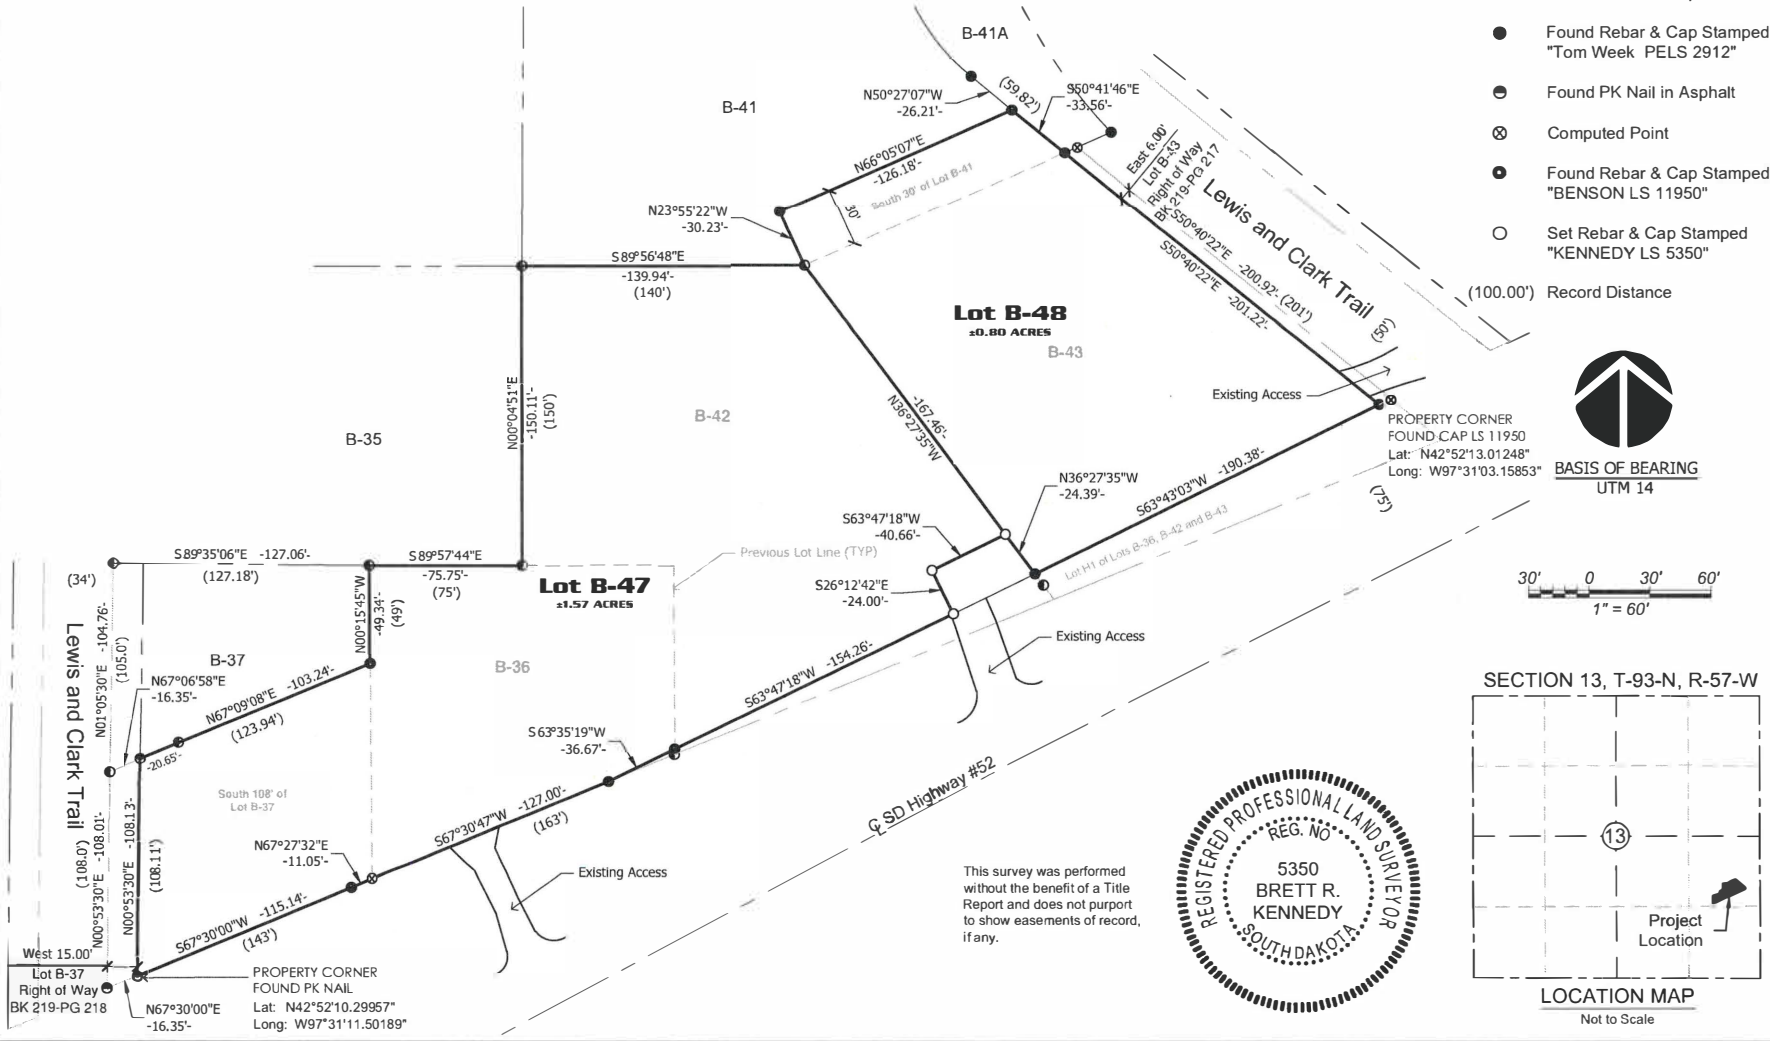 B-41A
Found Rebar & Cap Stamped
"Tom Week PELS 2912"
Found PK Nail in Asphalt
Computed Point
Found Rebar & Cap Stamped
"BENSON LS 11950"
Set Rebar & Cap Stamped
"KENNEDY LS 5350"
(100.00') Record Distance
B-41
N50°27'07"W
-26.21'-
(59.82')
S50°41'46"E
-33.56'-
N66°05'07"E
-126.18'-
South 30' of Lot B-41
30'
N23°55'22"W
-30.23'-
East 6.00'
Lot B-43
Right of Way
BK 219-PG 217
Lewis and Clark Trail
S50°40'22"E -200.92'- (201')
S50°40'22"E -201.22'-
(50')
S89°56'48"E
-139.94'-
(140')
Lot B-48
±0.80 ACRES
B-43
Existing Access
PROPERTY CORNER
FOUND CAP LS 11950
Lat: N42°52'13.01248"
Long: W97°31'03.15853"
BASIS OF BEARING
UTM 14
N00°04'51"E
-150.11'-
(150')
B-42
B-35
-167.46'-
N36°27'35"W
N36°27'35"W
-24.39'-
S63°43'03"W -190.38'-
(75')
S63°47'18"W
-40.66'-
Lot H1 of Lots B-36, B-42 and B-43
S26°12'42"E
-24.00'-
Previous Lot Line (TYP)
S89°35'06"E -127.06'-
(127.18')
S89°57'44"E
-75.75'-
(75')
Lot B-47
±1.57 ACRES
(34')
N01°05'30"E -104.76'-
(105.0')
N00°15'45"W
-49.34'-
(49')
Lewis and Clark Trail
B-37
N67°06'58"E
-16.35'-
N67°09'08"E -103.24'-
(123.94')
-20.65'-
B-36
Existing Access
S63°47'18"W -154.26'-
S63°35'19"W
-36.67'-
30' 0 30' 60'
1" = 60'
SECTION 13, T-93-N, R-57-W
13
Project
Location
LOCATION MAP
Not to Scale
South 108' of
Lot B-37
(108.0')
N00°53'30"E -108.01'-
N00°53'30"E -108.13'-
(108.11')
N67°27'32"E
-11.05'-
S67°30'47"W -127.00'-
(163')
Existing Access
S67°30'00"W -115.14'-
(143')
℄ SD Highway #52
This survey was performed
without the benefit of a Title
Report and does not purport
to show easements of record,
if any.
REGISTERED PROFESSIONAL LAND SURVEYOR
REG. NO
5350
BRETT R.
KENNEDY
SOUTH DAKOTA
West 15.00'
Lot B-37
Right of Way
BK 219-PG 218
N67°30'00"E
-16.35'-
PROPERTY CORNER
FOUND PK NAIL
Lat: N42°52'10.29957"
Long: W97°31'11.50189"